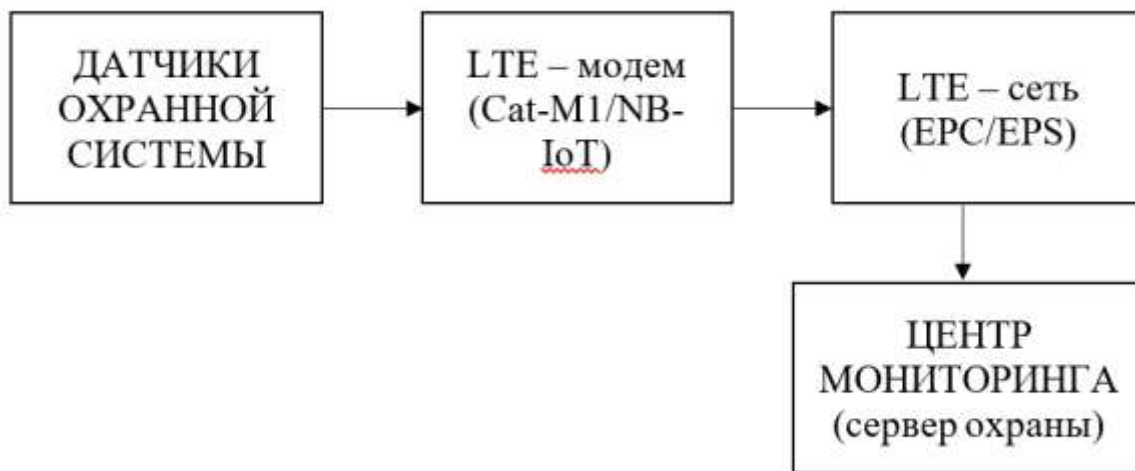 ДАТЧИКИ
ОХРАННОЙ
СИСТЕМЫ
LTE – модем
(Cat-M1/NB-
IoT)
LTE – сеть
(EPC/EPS)
ЦЕНТР
МОНИТОРИНГА
(сервер охраны)